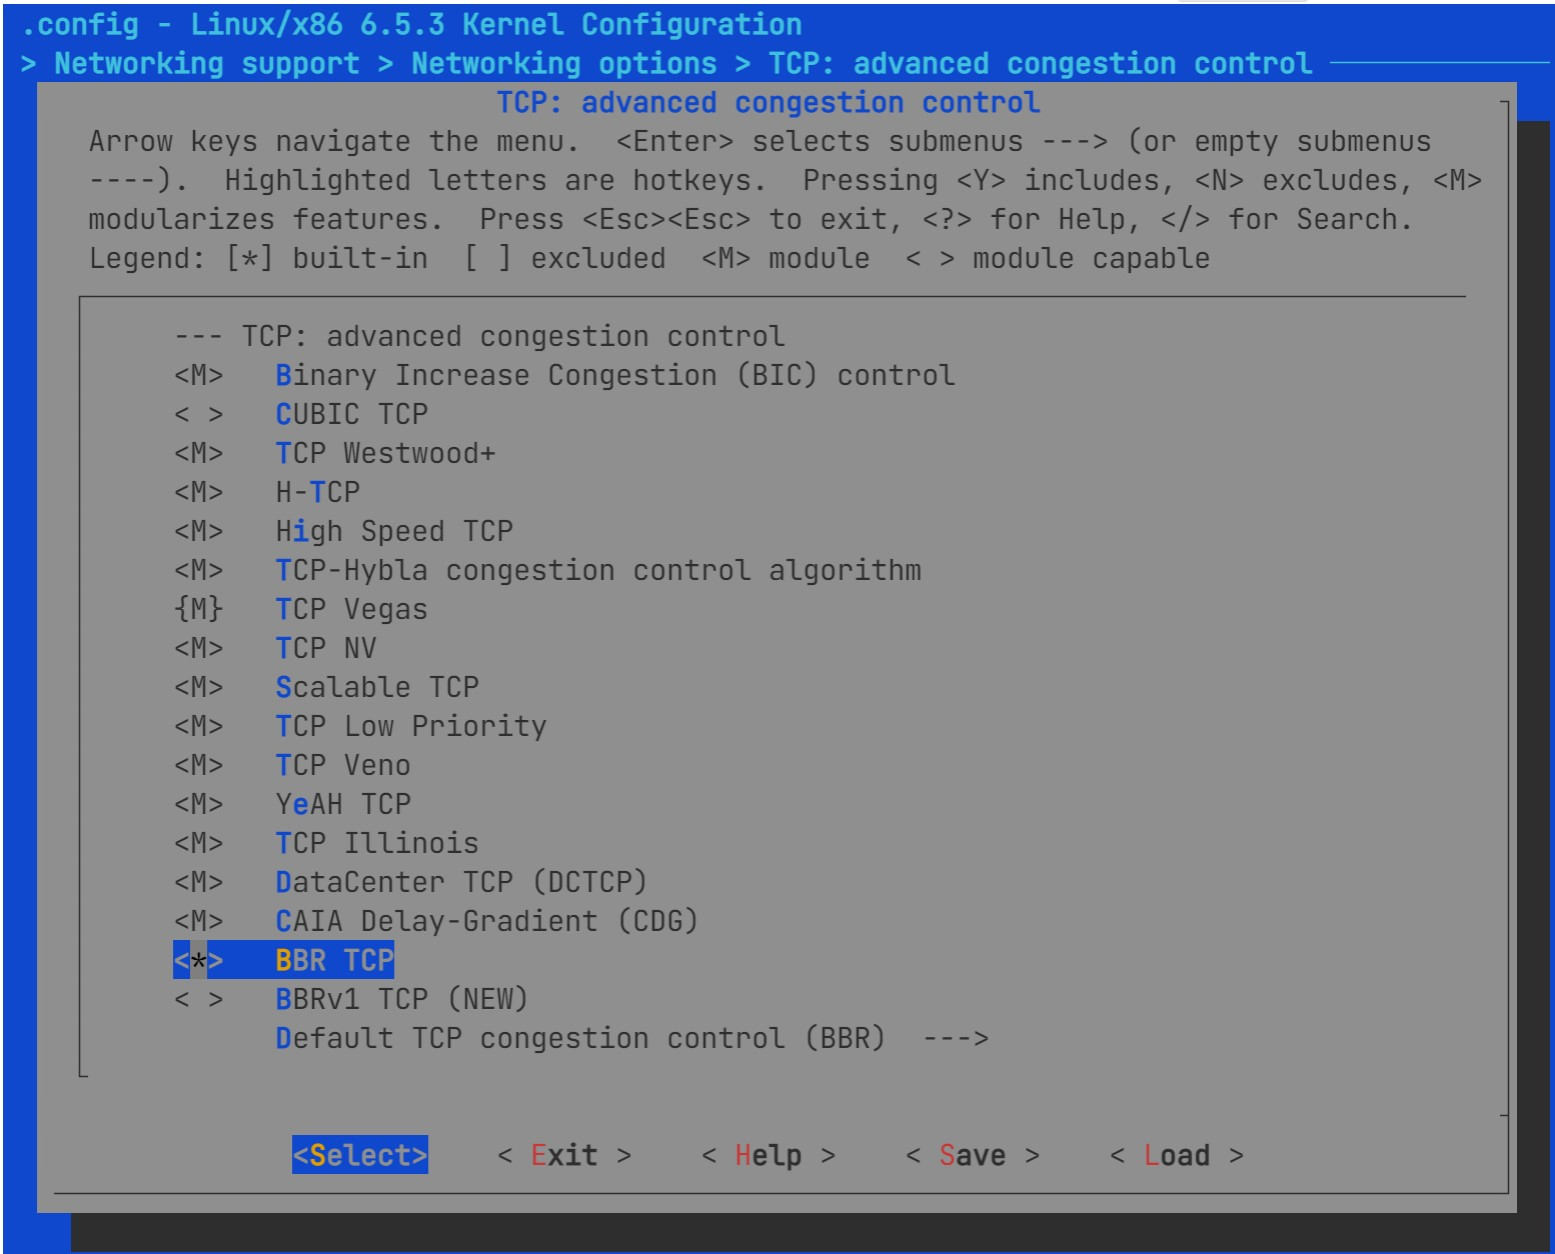 .config - Linux/x86 6.5.3 Kernel Configuration
> Networking support > Networking options > TCP: advanced congestion control
TCP: advanced congestion control
Arrow keys navigate the menu.  <Enter> selects submenus ---> (or empty submenus
----).  Highlighted letters are hotkeys.  Pressing <Y> includes, <N> excludes, <M>
modularizes features.  Press <Esc><Esc> to exit, <?> for Help, </> for Search.
Legend: [*] built-in  [ ] excluded  <M> module  < > module capable
--- TCP: advanced congestion control
<M>   Binary Increase Congestion (BIC) control
< >   CUBIC TCP
<M>   TCP Westwood+
<M>   H-TCP
<M>   High Speed TCP
<M>   TCP-Hybla congestion control algorithm
{M}   TCP Vegas
<M>   TCP NV
<M>   Scalable TCP
<M>   TCP Low Priority
<M>   TCP Veno
<M>   YeAH TCP
<M>   TCP Illinois
<M>   DataCenter TCP (DCTCP)
<M>   CAIA Delay-Gradient (CDG)
<*>   BBR TCP
< >   BBRv1 TCP (NEW)
Default TCP congestion control (BBR)  --->
<Select>    < Exit >    < Help >    < Save >    < Load >